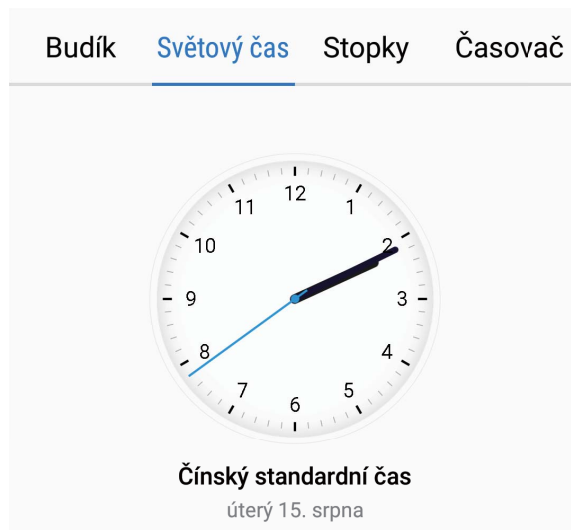 Budík Světový čas Stopky Časovač
12
11 1
10 2
9 3
8 4
7 5
6
Čínský standardní čas
úterý 15. srpna